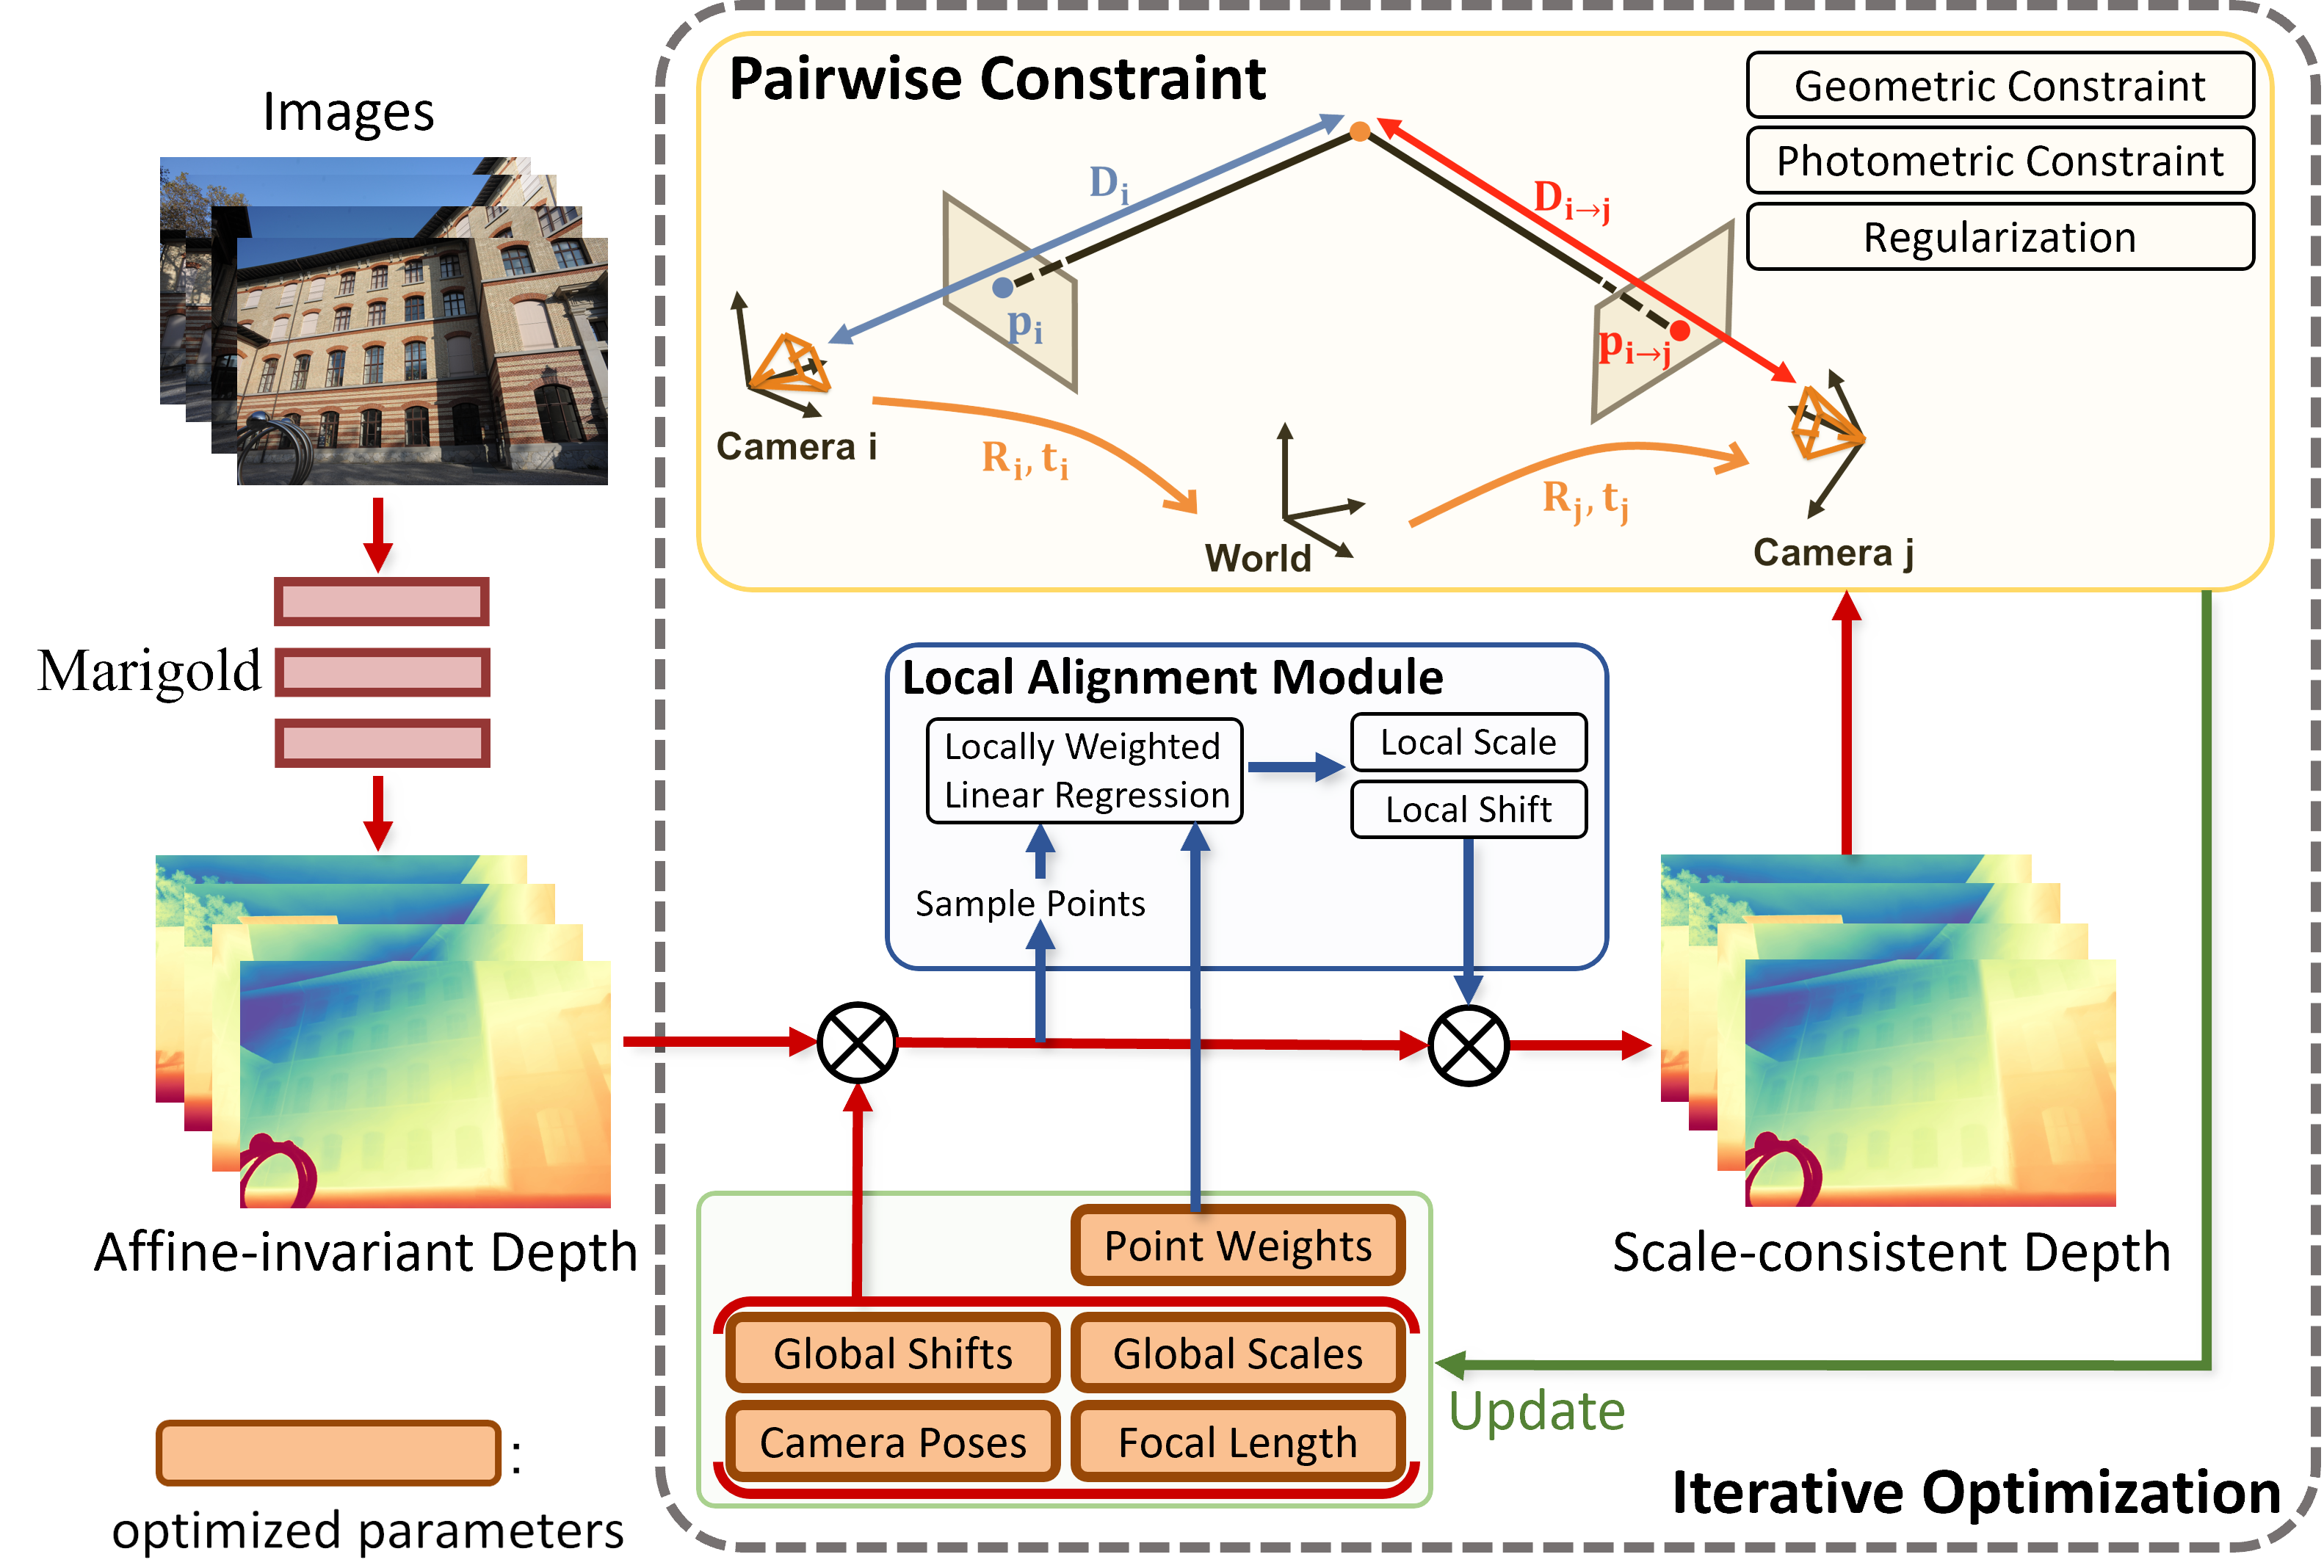 Images
Marigold
Affine-invariant Depth
:
optimized parameters
Pairwise Constraint
Geometric Constraint
Photometric Constraint
Regularization
D_i
D_{i→j}
p_i
p_{i→j}
Camera i
R_i, t_i
World
R_j, t_j
Camera j
Local Alignment Module
Locally Weighted
Linear Regression
Local Scale
Local Shift
Sample Points
Scale-consistent Depth
Point Weights
Global Shifts
Global Scales
Camera Poses
Focal Length
Update
Iterative Optimization